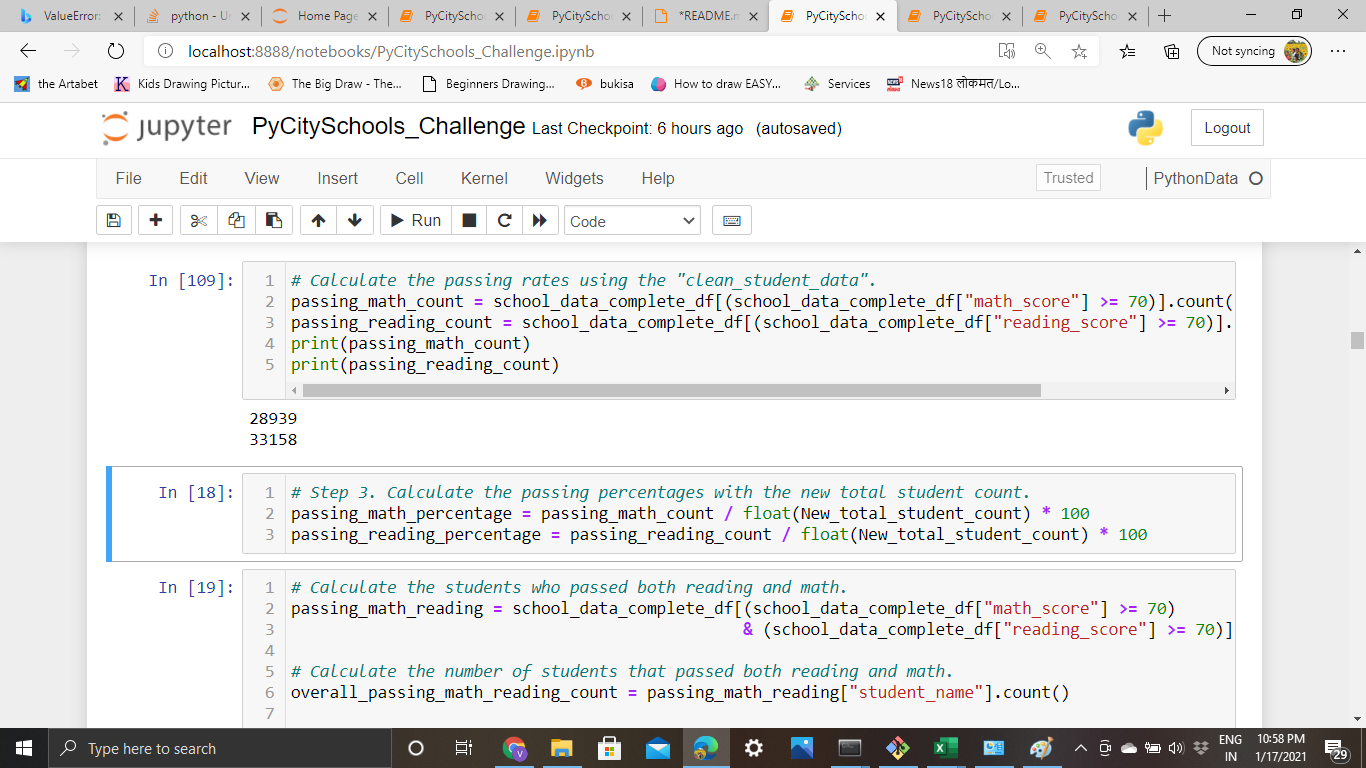 ValueError:
python - U
Home Page
PyCityScho
PyCityScho
*README.m
PyCityScho
PyCityScho
PyCityScho
localhost:8888/notebooks/PyCitySchools_Challenge.ipynb
Not syncing
the Artabet
Kids Drawing Pictur...
The Big Draw - The...
Beginners Drawing...
bukisa
How to draw EASY...
Services
News18 लोकमत/Lo...
jupyter PyCitySchools_Challenge Last Checkpoint: 6 hours ago (autosaved)
Logout
File Edit View Insert Cell Kernel Widgets Help
Trusted
PythonData
Run
Code
In [109]:
1 # Calculate the passing rates using the "clean_student_data".
2 passing_math_count = school_data_complete_df[(school_data_complete_df["math_score"] >= 70)].count(
3 passing_reading_count = school_data_complete_df[(school_data_complete_df["reading_score"] >= 70)].
4 print(passing_math_count)
5 print(passing_reading_count)
28939
33158
In [18]:
1 # Step 3. Calculate the passing percentages with the new total student count.
2 passing_math_percentage = passing_math_count / float(New_total_student_count) * 100
3 passing_reading_percentage = passing_reading_count / float(New_total_student_count) * 100
In [19]:
1 # Calculate the students who passed both reading and math.
2 passing_math_reading = school_data_complete_df[(school_data_complete_df["math_score"] >= 70)
3 & (school_data_complete_df["reading_score"] >= 70)]
4
5 # Calculate the number of students that passed both reading and math.
6 overall_passing_math_reading_count = passing_math_reading["student_name"].count()
7
Type here to search
ENG
IN
10:58 PM
1/17/2021
29